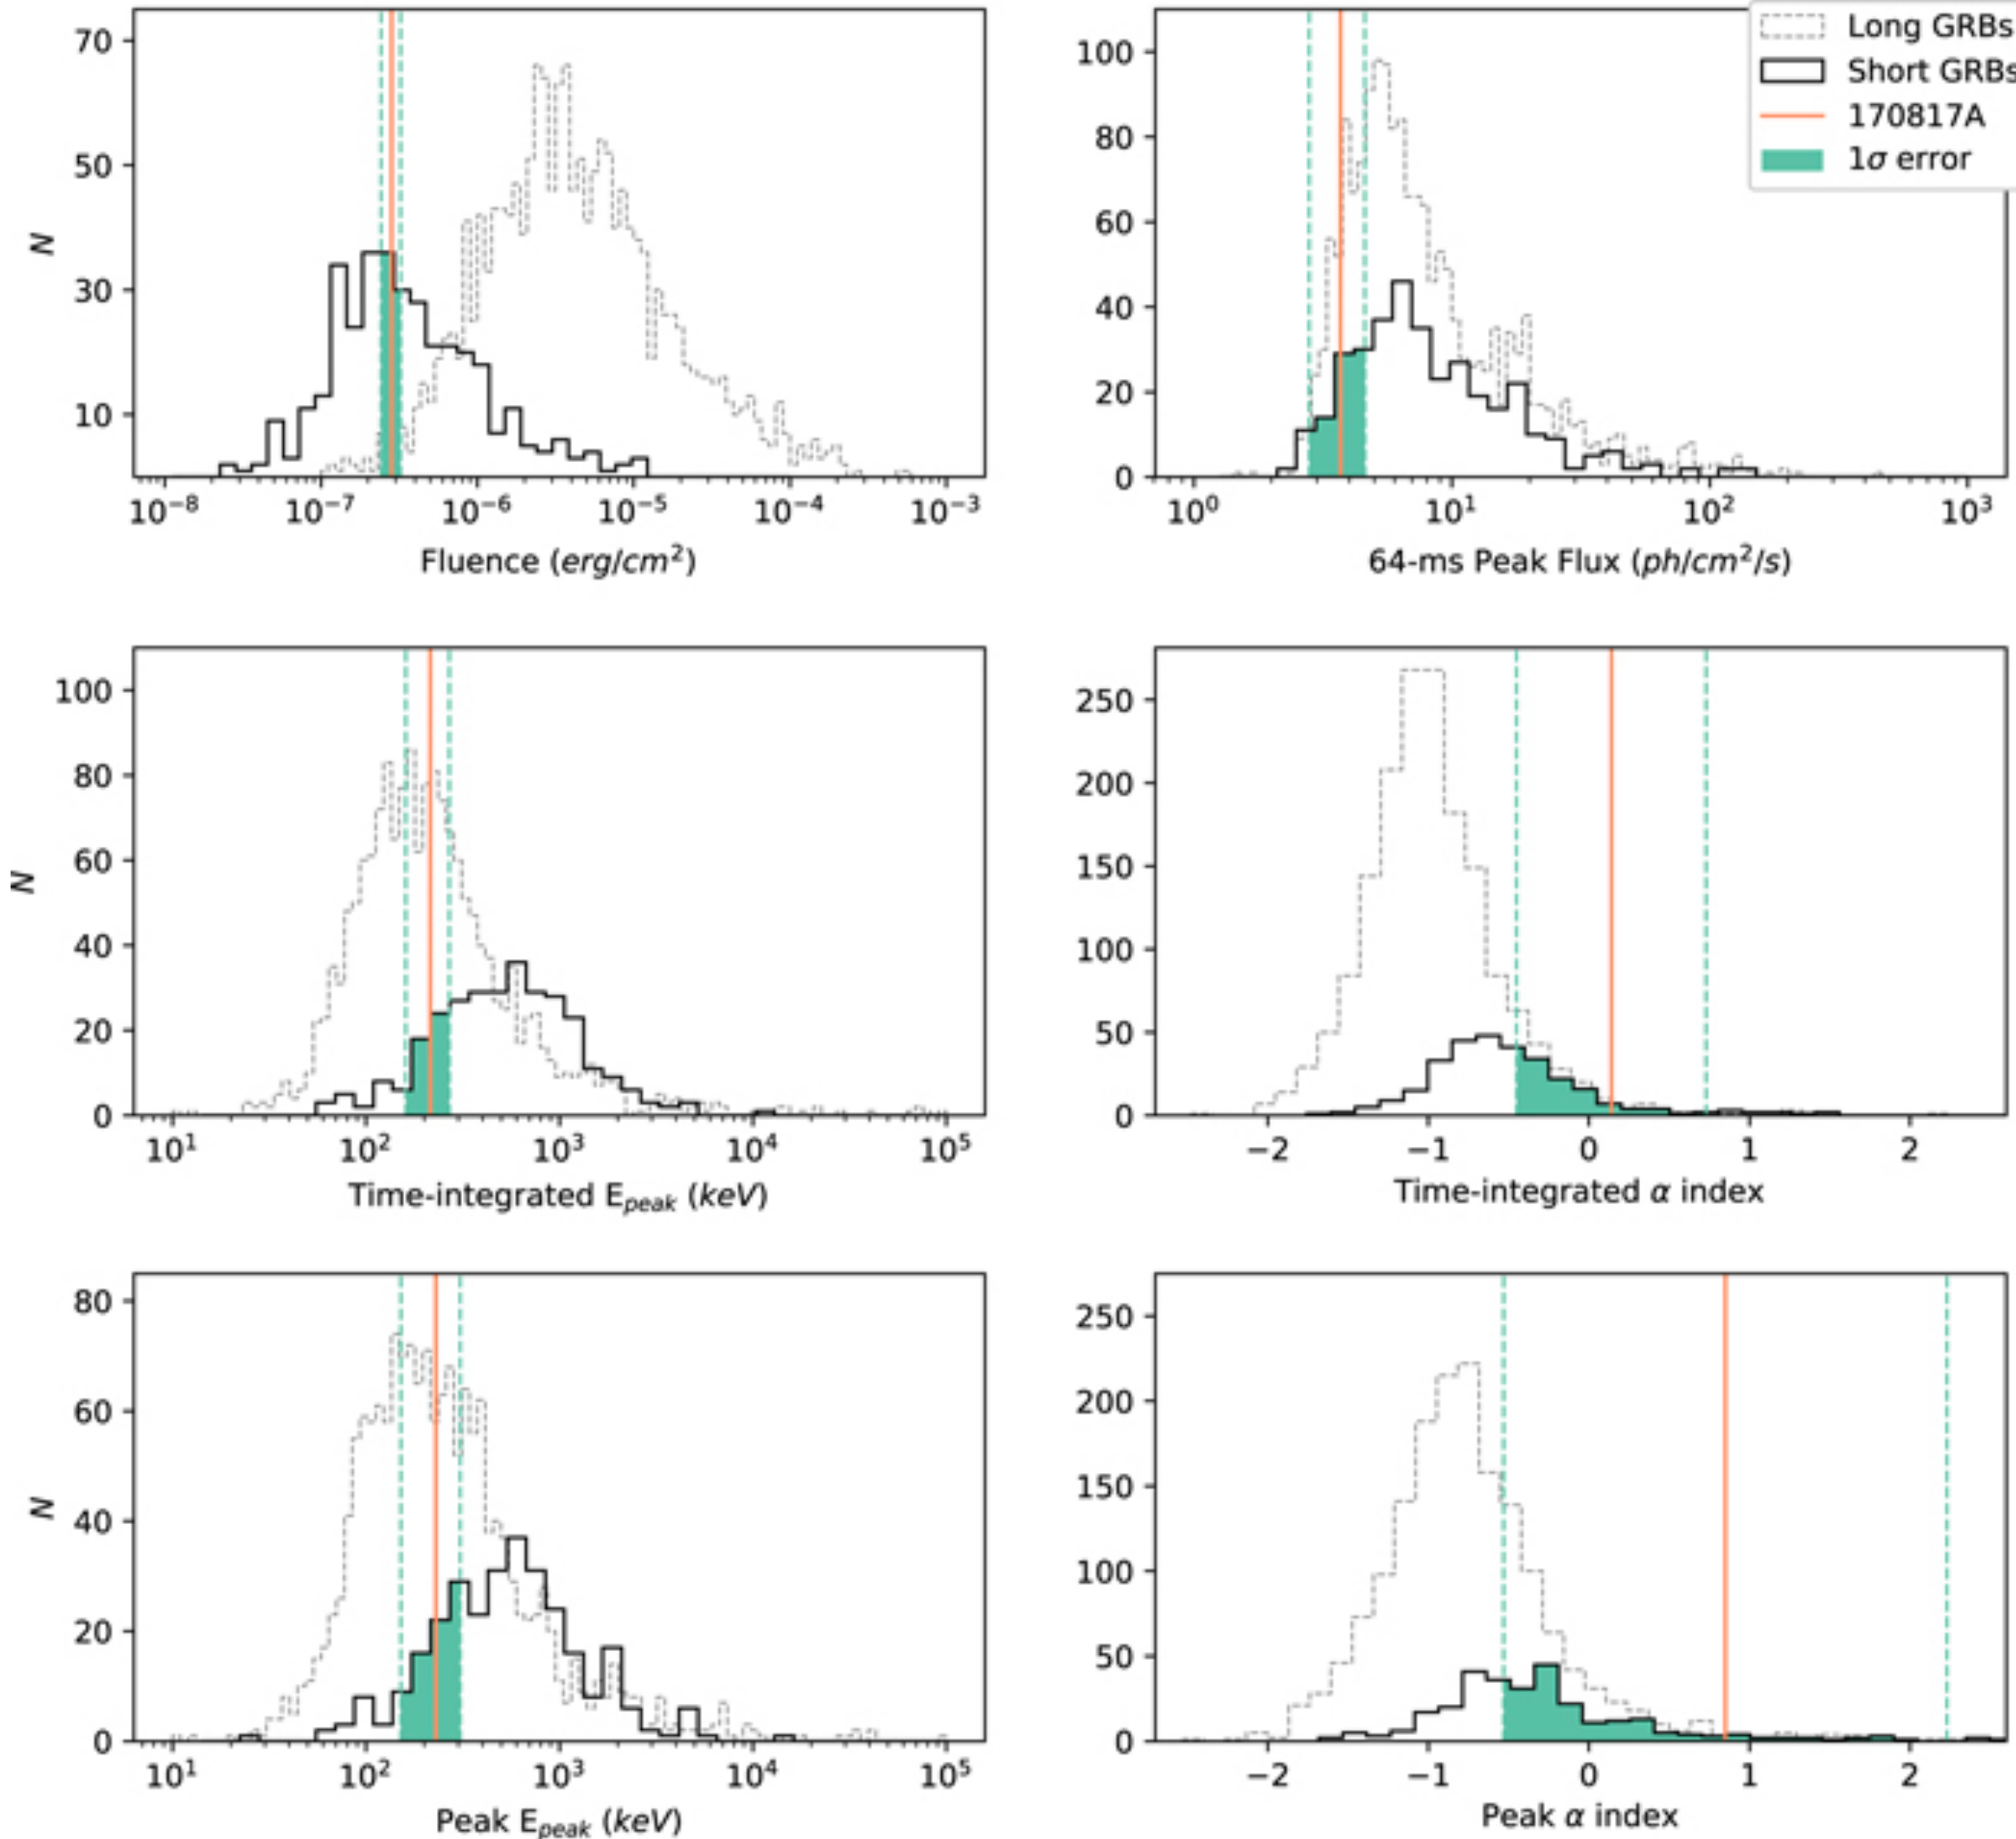 70
50
30
10
N
10⁻⁸ 10⁻⁷ 10⁻⁶ 10⁻⁵ 10⁻⁴ 10⁻³
Fluence (erg/cm²)
100
80
60
40
20
0
10⁰ 10¹ 10² 10³
64-ms Peak Flux (ph/cm²/s)
Long GRBs
Short GRBs
170817A
1σ error
100
80
60
40
20
0
N
10¹ 10² 10³ 10⁴ 10⁵
Time-integrated E_peak (keV)
250
200
150
100
50
0
−2 −1 0 1 2
Time-integrated α index
80
60
40
20
0
N
10¹ 10² 10³ 10⁴ 10⁵
Peak E_peak (keV)
250
200
150
100
50
0
−2 −1 0 1 2
Peak α index